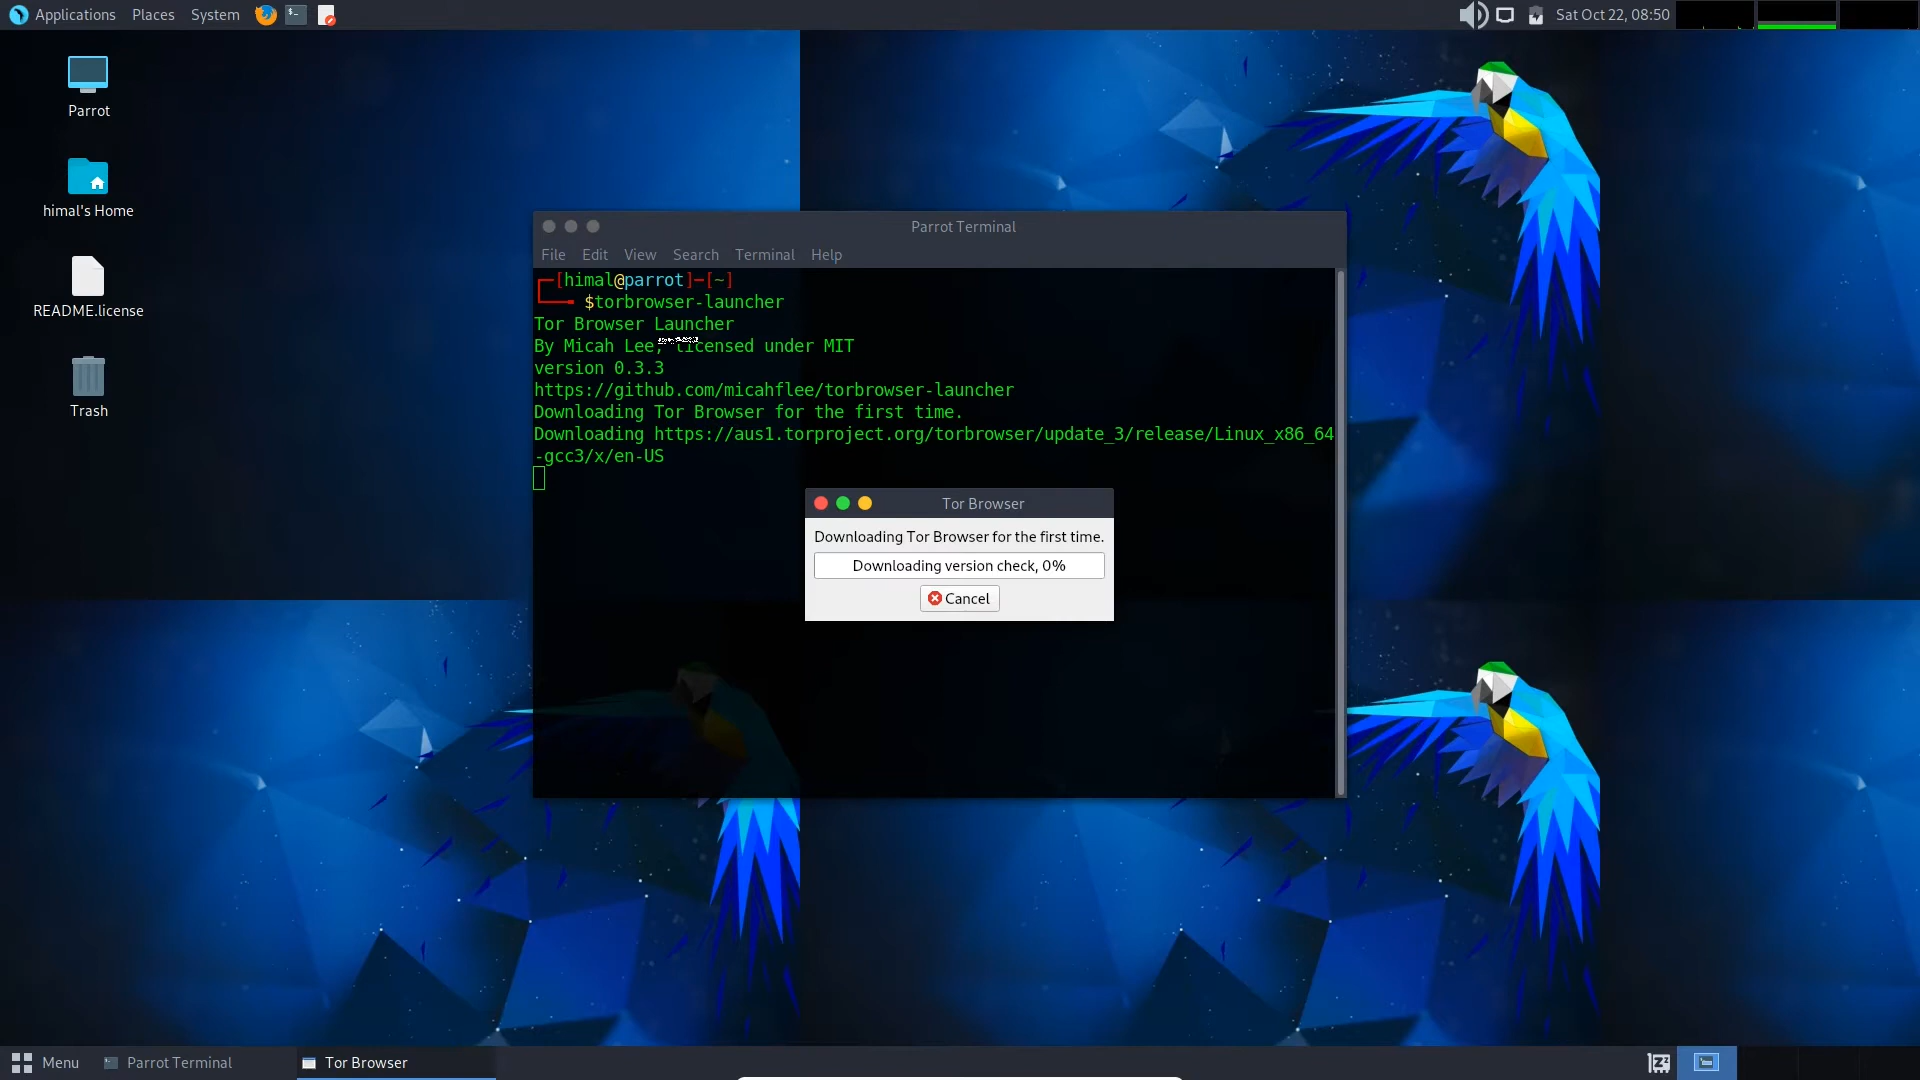 Applications Places System
Sat Oct 22, 08:50
Parrot
himal's Home
README.license
Trash
Parrot Terminal
File Edit View Search Terminal Help
[himal@parrot]─[~]
$torbrowser-launcher
Tor Browser Launcher
By Micah Lee, licensed under MIT
version 0.3.3
https://github.com/micahflee/torbrowser-launcher
Downloading Tor Browser for the first time.
Downloading https://aus1.torproject.org/torbrowser/update_3/release/Linux_x86_64
-gcc3/x/en-US
Tor Browser
Downloading Tor Browser for the first time.
Downloading version check, 0%
Cancel
Menu Parrot Terminal Tor Browser